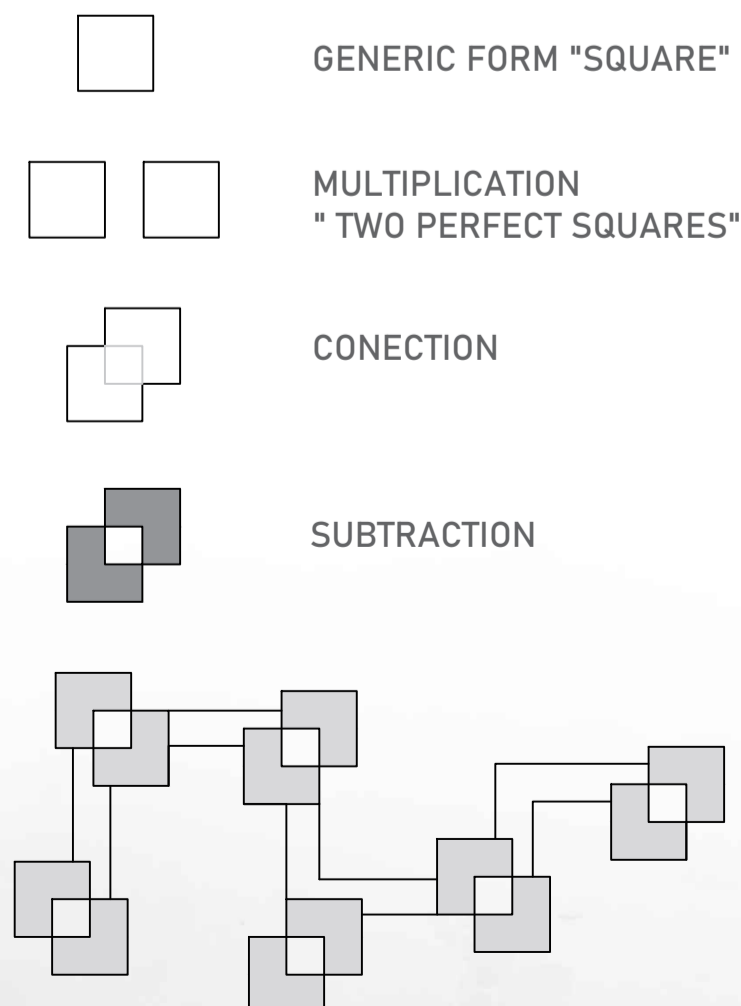 GENERIC FORM "SQUARE"
MULTIPLICATION
" TWO PERFECT SQUARES"
CONECTION
SUBTRACTION